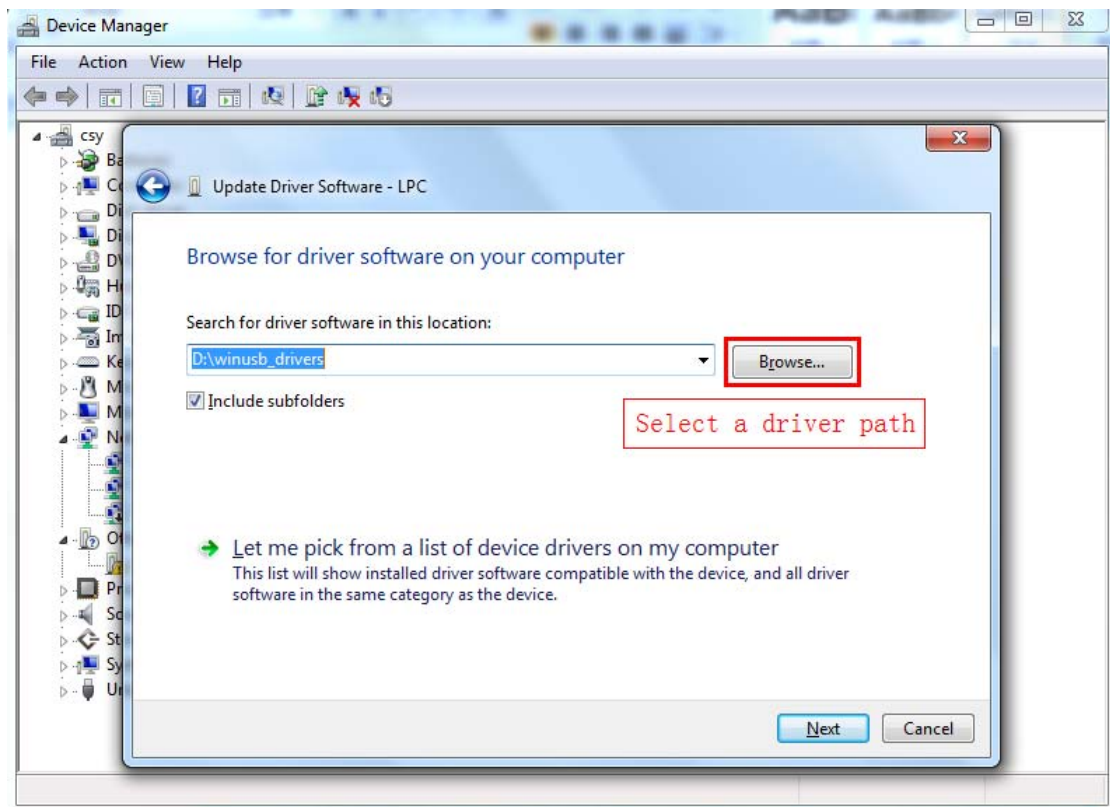 Device Manager
File Action View Help
csy
Update Driver Software - LPC
Browse for driver software on your computer
Search for driver software in this location:
D:\winusb_drivers
Browse...
Include subfolders
Select a driver path
Let me pick from a list of device drivers on my computer
This list will show installed driver software compatible with the device, and all driver
software in the same category as the device.
Next Cancel